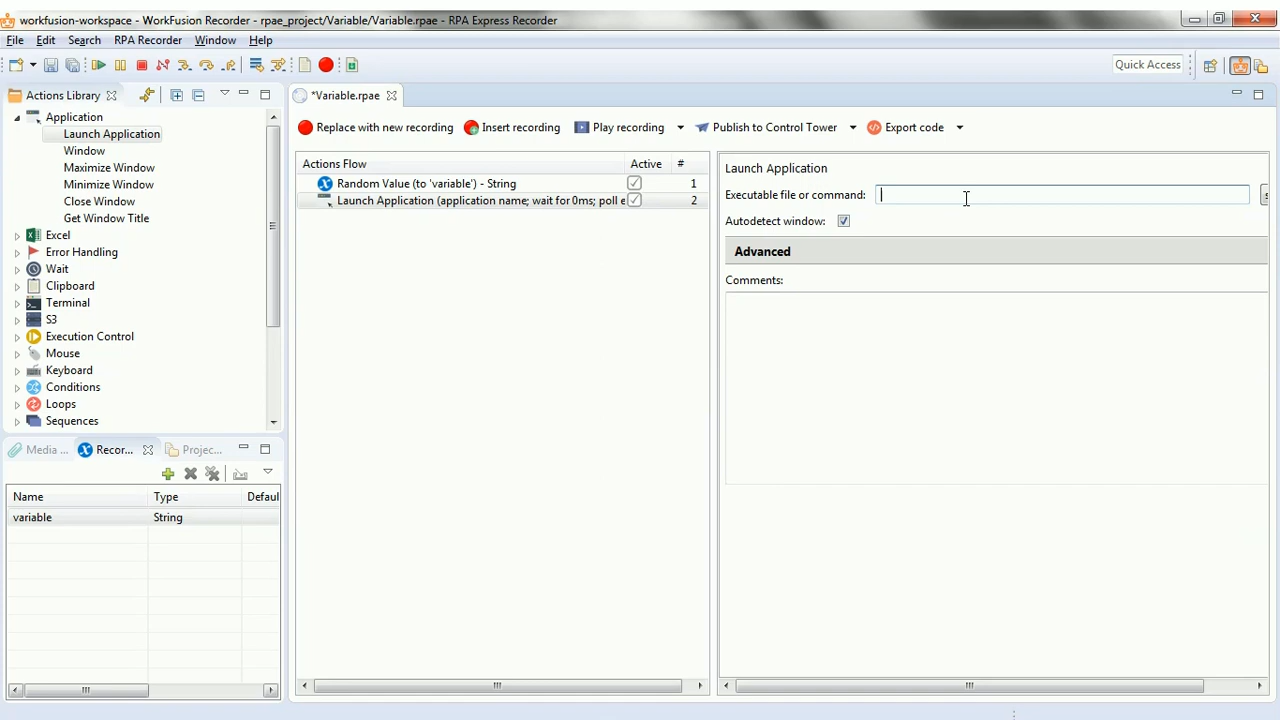 workfusion-workspace - WorkFusion Recorder - rpae_project/Variable/Variable.rpae - RPA Express Recorder
File Edit Search RPA Recorder Window Help
Quick Access
Actions Library
*Variable.rpae
Application
Launch Application
Window
Maximize Window
Minimize Window
Close Window
Get Window Title
Excel
Error Handling
Wait
Clipboard
Terminal
S3
Execution Control
Mouse
Keyboard
Conditions
Loops
Sequences
Replace with new recording Insert recording Play recording Publish to Control Tower Export code
Actions Flow Active #
Random Value (to 'variable') - String 1
Launch Application (application name; wait for 0ms; poll e 2
Launch Application
Executable file or command:
Autodetect window:
Advanced
Comments:
Media ... Recor... Projec...
Name Type Defaul
variable String